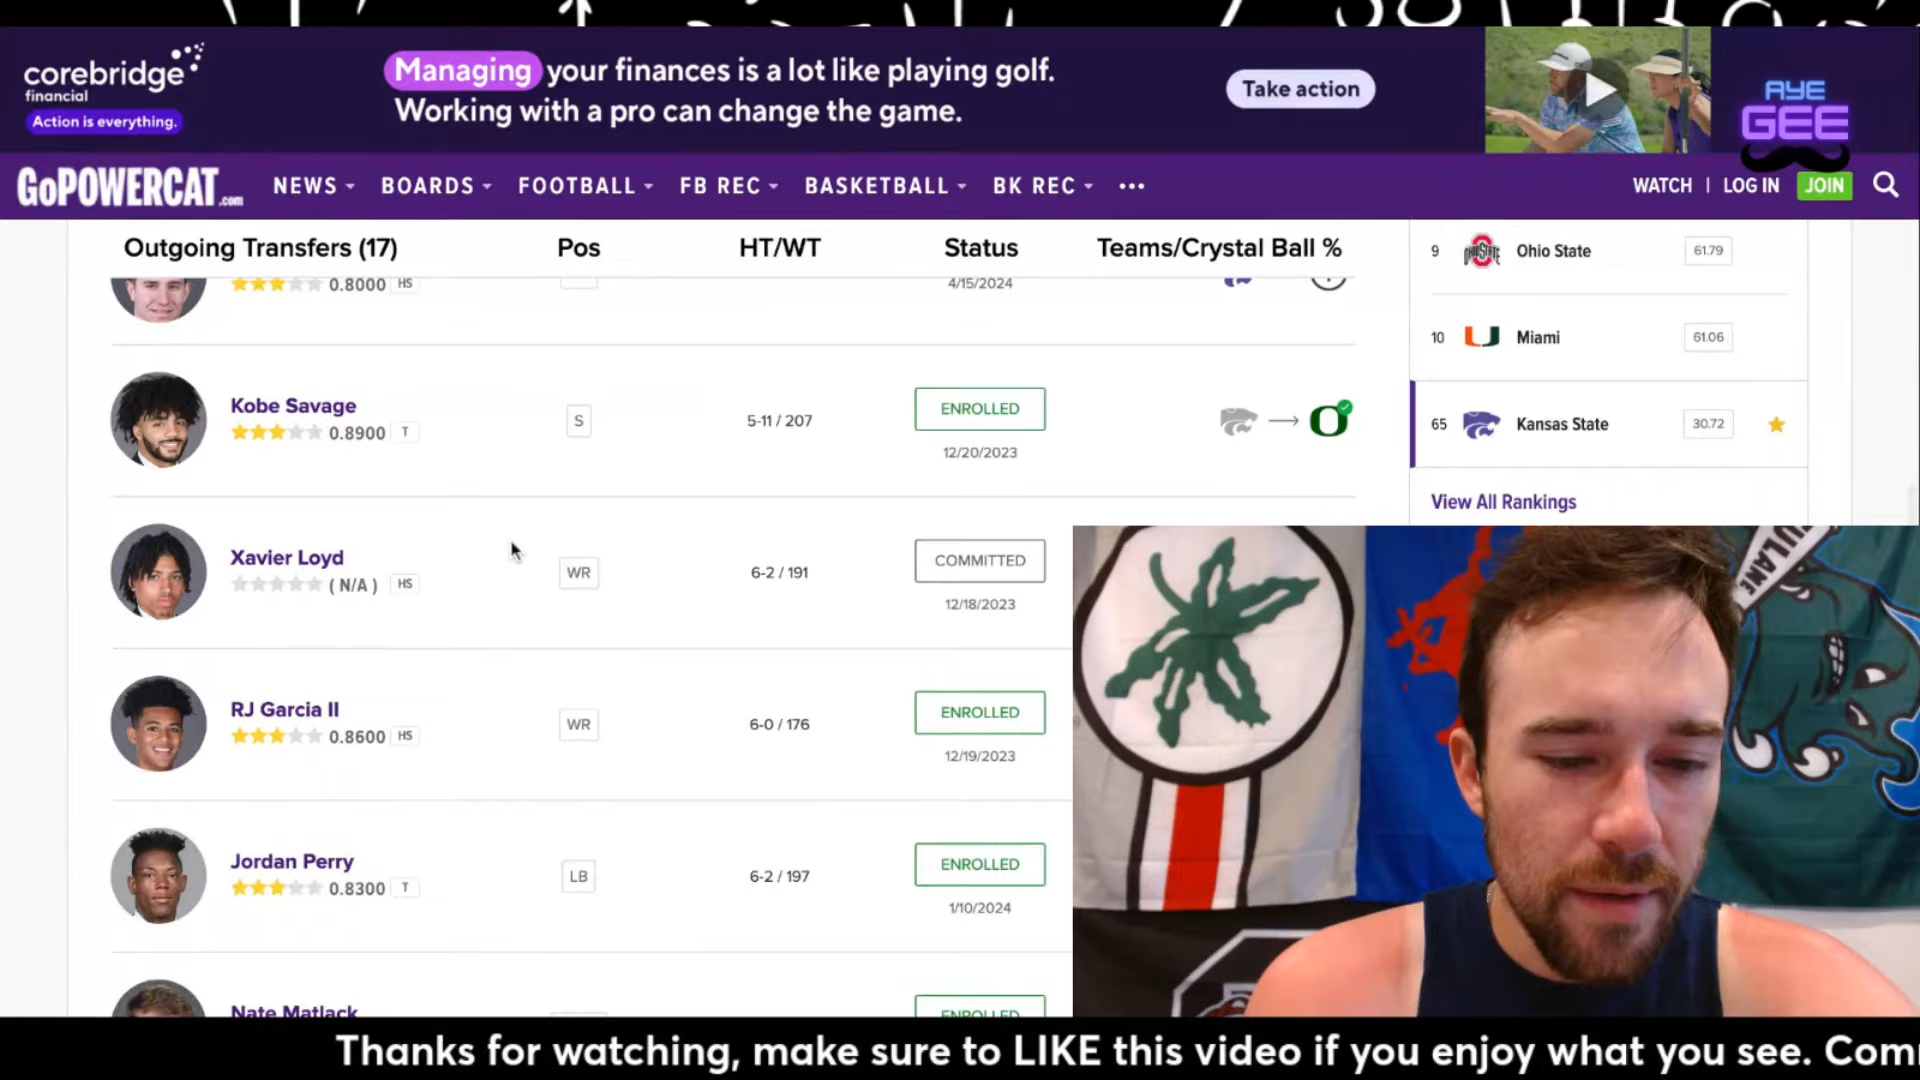 corebridge
financial
Action is everything.
Managing your finances is a lot like playing golf.
Working with a pro can change the game.
Take action
AYE
GEE
GoPOWERCAT.com
NEWS
BOARDS
FOOTBALL
FB REC
BASKETBALL
BK REC
•••
WATCH | LOG IN
JOIN
Outgoing Transfers (17)
Pos
HT/WT
Status
Teams/Crystal Ball %
0.8000 HS
4/15/2024
Kobe Savage
0.8900 T
S
5-11 / 207
ENROLLED
12/20/2023
Xavier Loyd
( N/A ) HS
WR
6-2 / 191
COMMITTED
12/18/2023
RJ Garcia II
0.8600 HS
WR
6-0 / 176
ENROLLED
12/19/2023
Jordan Perry
0.8300 T
LB
6-2 / 197
ENROLLED
1/10/2024
Nate Matlack
ENROLLED
9 Ohio State 61.79
10 Miami 61.06
65 Kansas State 30.72
View All Rankings
ULANE
Thanks for watching, make sure to LIKE this video if you enjoy what you see. Com